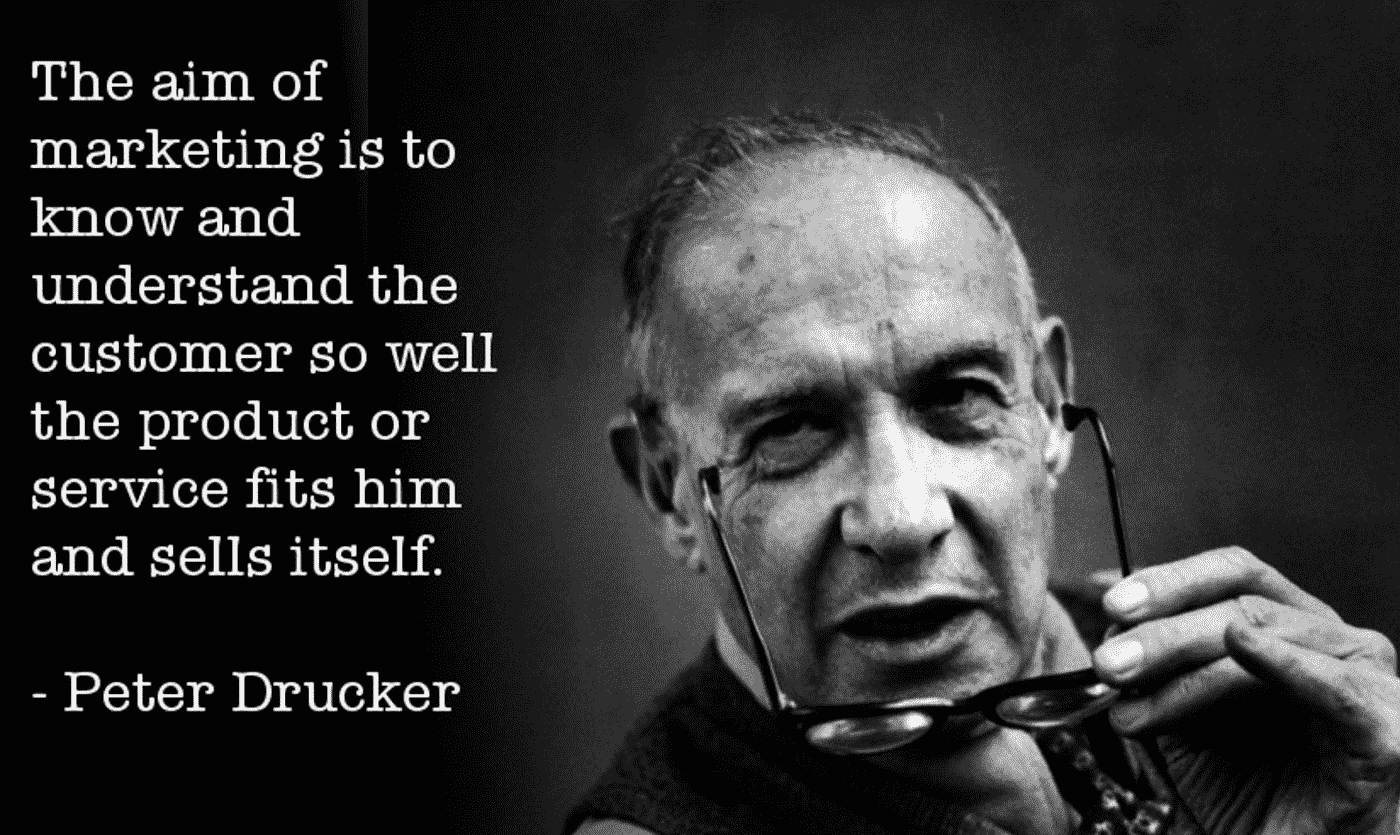 The aim of
marketing is to
know and
understand the
customer so well
the product or
service fits him
and sells itself.
- Peter Drucker